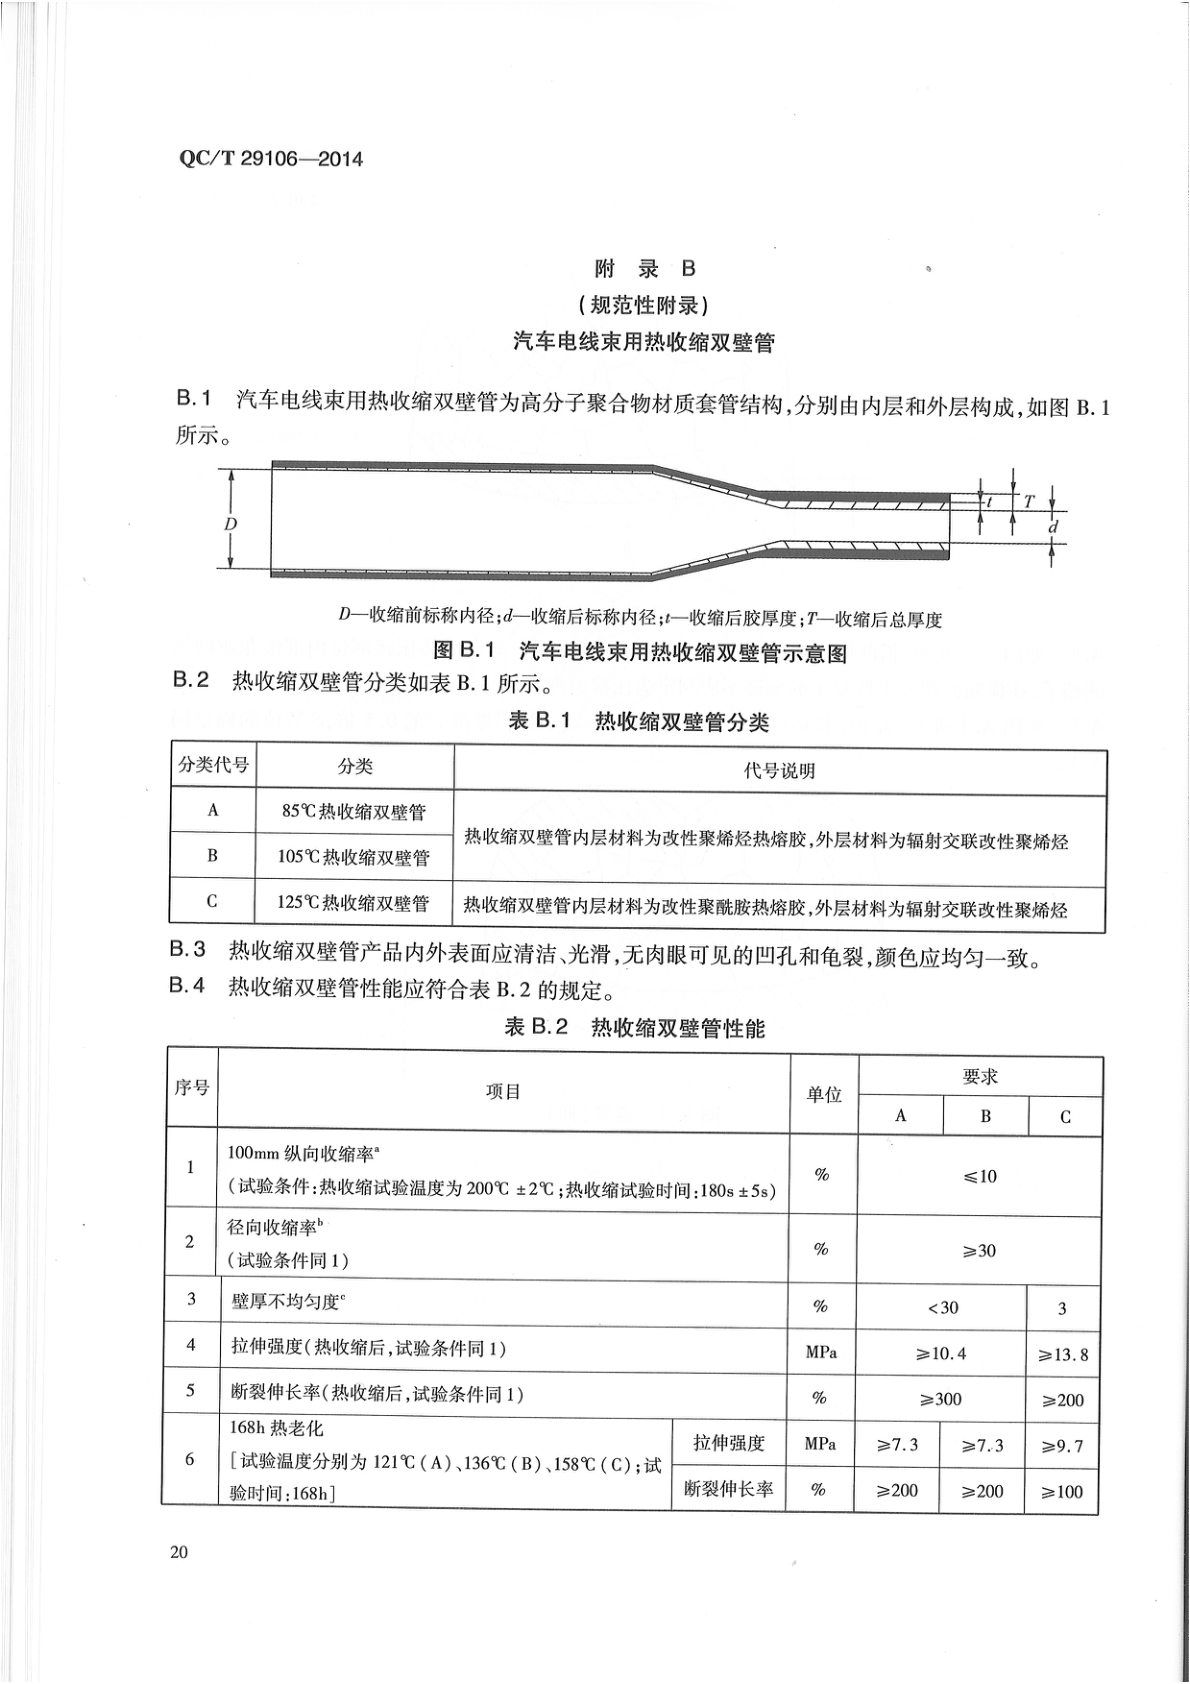 QC/T 29106—2014
附 录 B
(规范性附录)
汽车电线束用热收缩双壁管
B.1 汽车电线束用热收缩双壁管为高分子聚合物材质套管结构,分别由内层和外层构成,如图 B.1
所示。
D
t
T
d
D—收缩前标称内径;d—收缩后标称内径;t—收缩后胶厚度;T—收缩后总厚度
图 B.1 汽车电线束用热收缩双壁管示意图
B.2 热收缩双壁管分类如表 B.1 所示。
表 B.1 热收缩双壁管分类
分类代号 分类 代号说明
A 85℃热收缩双壁管
热收缩双壁管内层材料为改性聚烯烃热熔胶,外层材料为辐射交联改性聚烯烃
B 105℃热收缩双壁管
C 125℃热收缩双壁管 热收缩双壁管内层材料为改性聚酰胺热熔胶,外层材料为辐射交联改性聚烯烃
B.3 热收缩双壁管产品内外表面应清洁、光滑,无肉眼可见的凹孔和龟裂,颜色应均匀一致。
B.4 热收缩双壁管性能应符合表 B.2 的规定。
表 B.2 热收缩双壁管性能
序号 项目 单位 要求
A B C
1 100mm 纵向收缩率ᵃ
(试验条件:热收缩试验温度为 200℃ ±2℃;热收缩试验时间:180s ±5s) % ≤10
2 径向收缩率ᵇ
(试验条件同 1) % ≥30
3 壁厚不均匀度ᶜ % <30 3
4 拉伸强度(热收缩后,试验条件同 1) MPa ≥10.4 ≥13.8
5 断裂伸长率(热收缩后,试验条件同 1) % ≥300 ≥200
6 168h 热老化
[试验温度分别为 121℃(A)、136℃(B)、158℃(C);试
验时间:168h]
拉伸强度 MPa ≥7.3 ≥7.3 ≥9.7
断裂伸长率 % ≥200 ≥200 ≥100
20